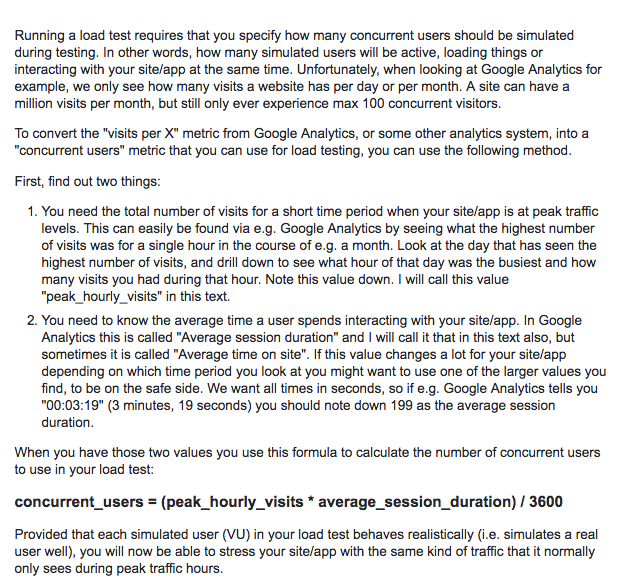 Running a load test requires that you specify how many concurrent users should be simulated
during testing. In other words, how many simulated users will be active, loading things or
interacting with your site/app at the same time. Unfortunately, when looking at Google Analytics for
example, we only see how many visits a website has per day or per month. A site can have a
million visits per month, but still only ever experience max 100 concurrent visitors.
To convert the "visits per X" metric from Google Analytics, or some other analytics system, into a
"concurrent users" metric that you can use for load testing, you can use the following method.
First, find out two things:
1. You need the total number of visits for a short time period when your site/app is at peak traffic
levels. This can easily be found via e.g. Google Analytics by seeing what the highest number
of visits was for a single hour in the course of e.g. a month. Look at the day that has seen the
highest number of visits, and drill down to see what hour of that day was the busiest and how
many visits you had during that hour. Note this value down. I will call this value
"peak_hourly_visits" in this text.
2. You need to know the average time a user spends interacting with your site/app. In Google
Analytics this is called "Average session duration" and I will call it that in this text also, but
sometimes it is called "Average time on site". If this value changes a lot for your site/app
depending on which time period you look at you might want to use one of the larger values you
find, to be on the safe side. We want all times in seconds, so if e.g. Google Analytics tells you
"00:03:19" (3 minutes, 19 seconds) you should note down 199 as the average session
duration.
When you have those two values you use this formula to calculate the number of concurrent users
to use in your load test:
concurrent_users = (peak_hourly_visits * average_session_duration) / 3600
Provided that each simulated user (VU) in your load test behaves realistically (i.e. simulates a real
user well), you will now be able to stress your site/app with the same kind of traffic that it normally
only sees during peak traffic hours.